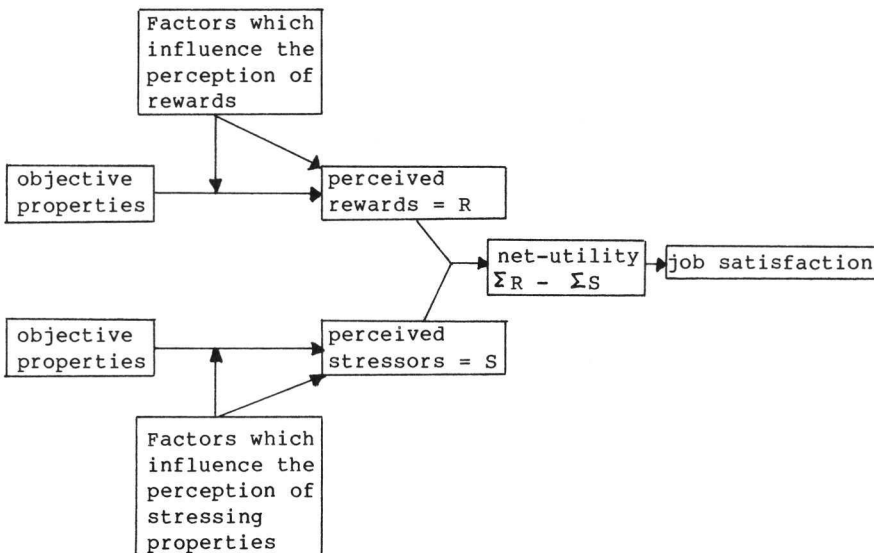 Factors which
influence the
perception of
rewards
objective
properties
perceived
rewards = R
net-utility
ΣR - ΣS
job satisfaction
objective
properties
perceived
stressors = S
Factors which
influence the
perception of
stressing
properties